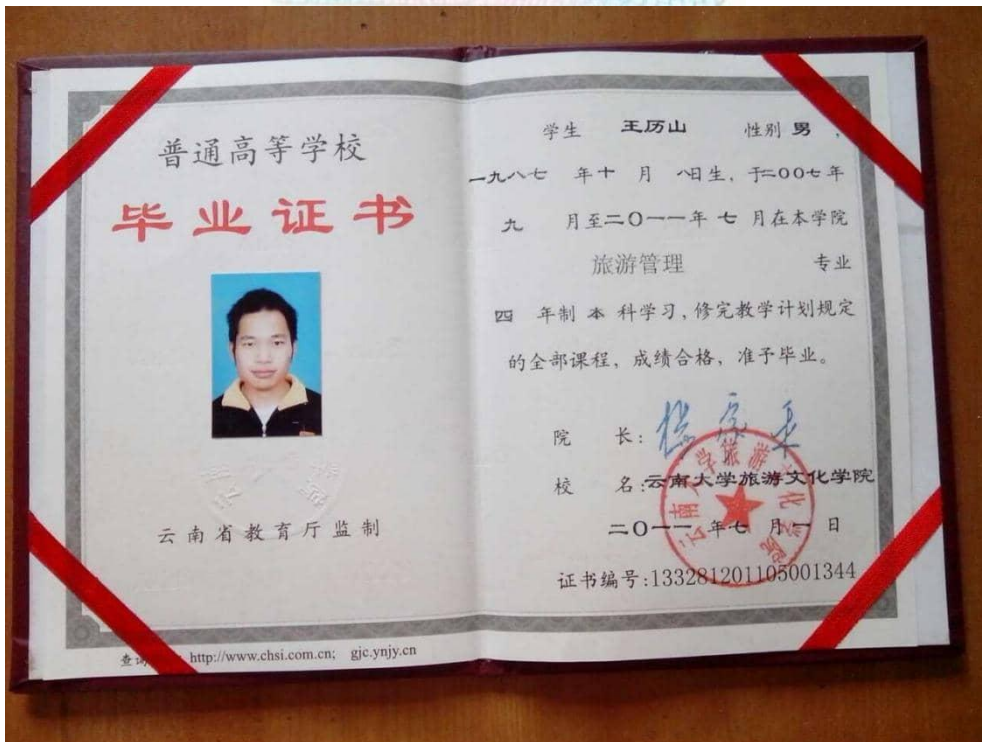 普通高等学校
毕业证书
云南省教育厅监制
http://www.chsi.com.cn; gjc.ynjy.cn
学生 王历山 性别 男,
一九八七 年十 月 八日生, 于二00七年
九 月至二0一一年 七 月在本学院
旅游管理 专业
四 年制 本 科学习, 修完教学计划规定
的全部课程, 成绩合格, 准予毕业。
院 长:
校 名:云南大学旅游文化学院
二0一一 年七 月一 日
证书编号:133281201105001344